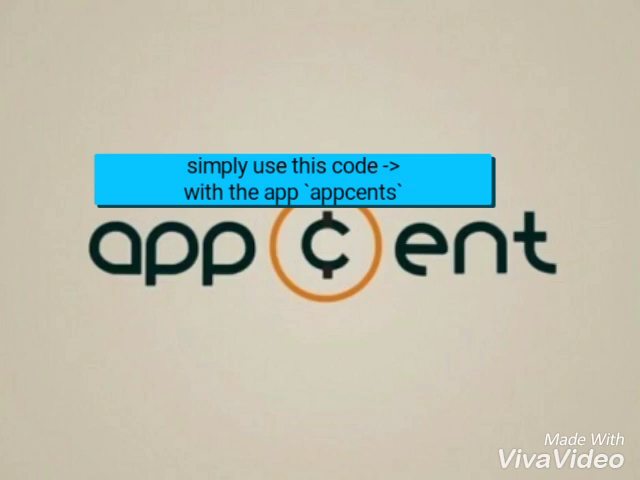 simply use this code ->
with the app `appcents`
app¢ent
Made With
VivaVideo